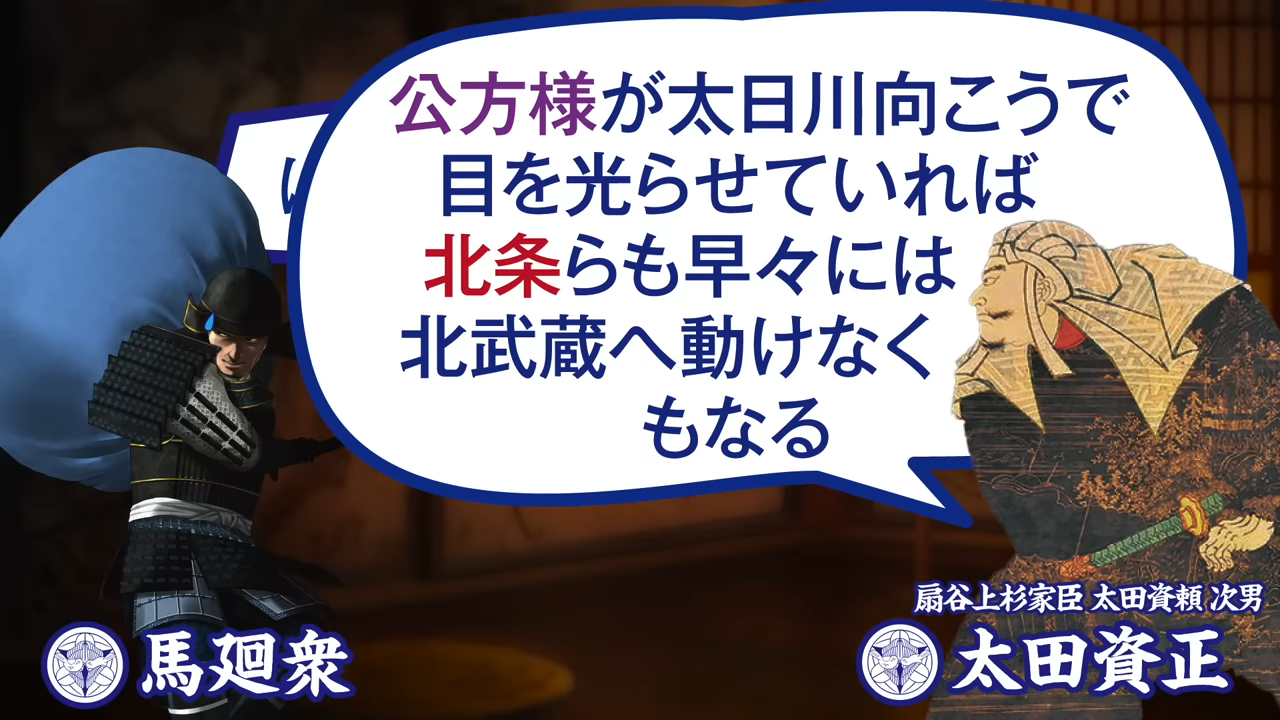 公方様が太日川向こうで
目を光らせていれば
北条らも早々には
北武蔵へ動けなく
もなる
扇谷上杉家臣 太田資頼 次男
馬廻衆
太田資正